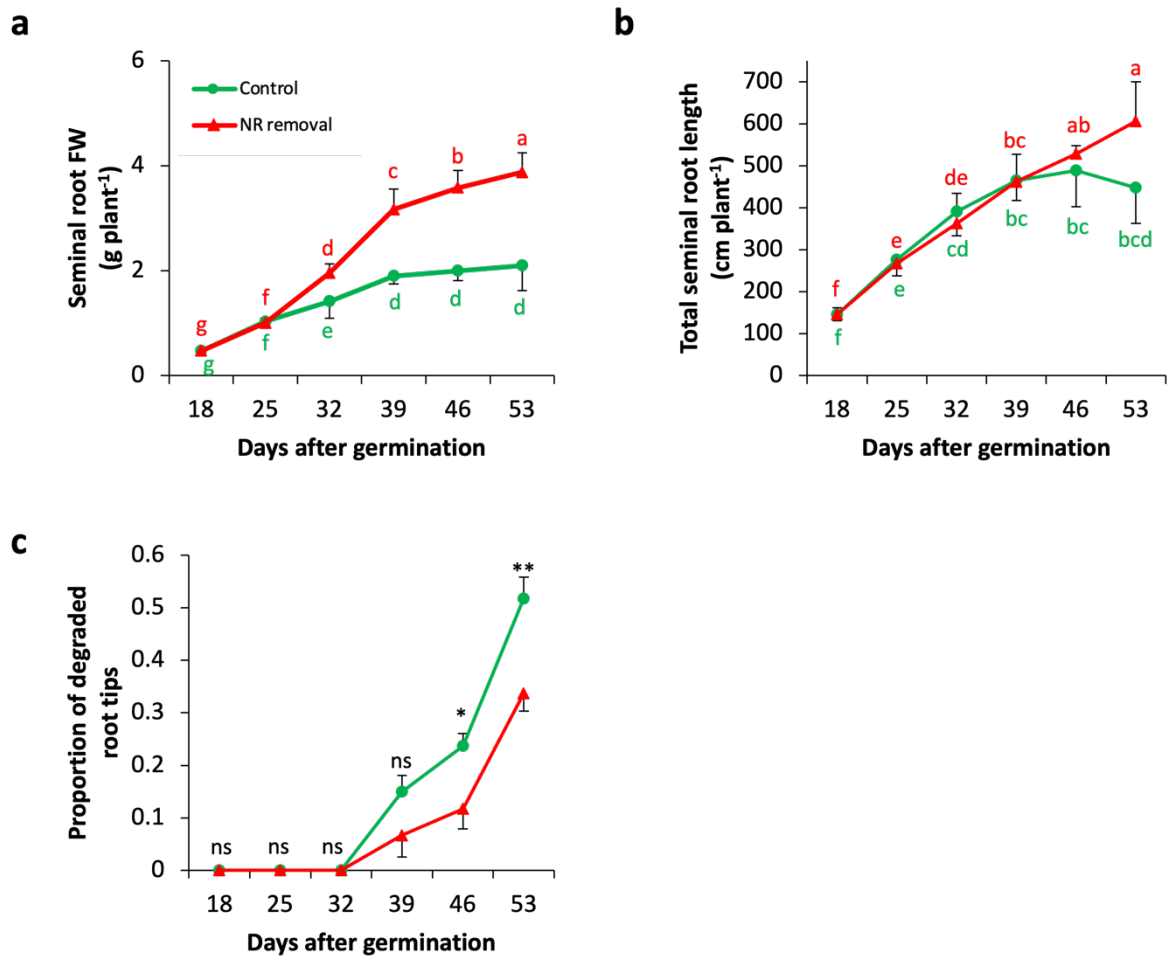 a
Seminal root FW
(g plant-1)
6
4
2
0
Control
NR removal
g
f
d
c
b
a
g
f
e
d
d
d
18 25 32 39 46 53
Days after germination
b
Total seminal root length
(cm plant-1)
700
600
500
400
300
200
100
0
f
e
de
bc
ab
a
f
e
cd
bc
bc
bcd
18 25 32 39 46 53
Days after germination
c
Proportion of degraded
root tips
0.6
0.5
0.4
0.3
0.2
0.1
0
ns
ns
ns
ns
*
**
18 25 32 39 46 53
Days after germination